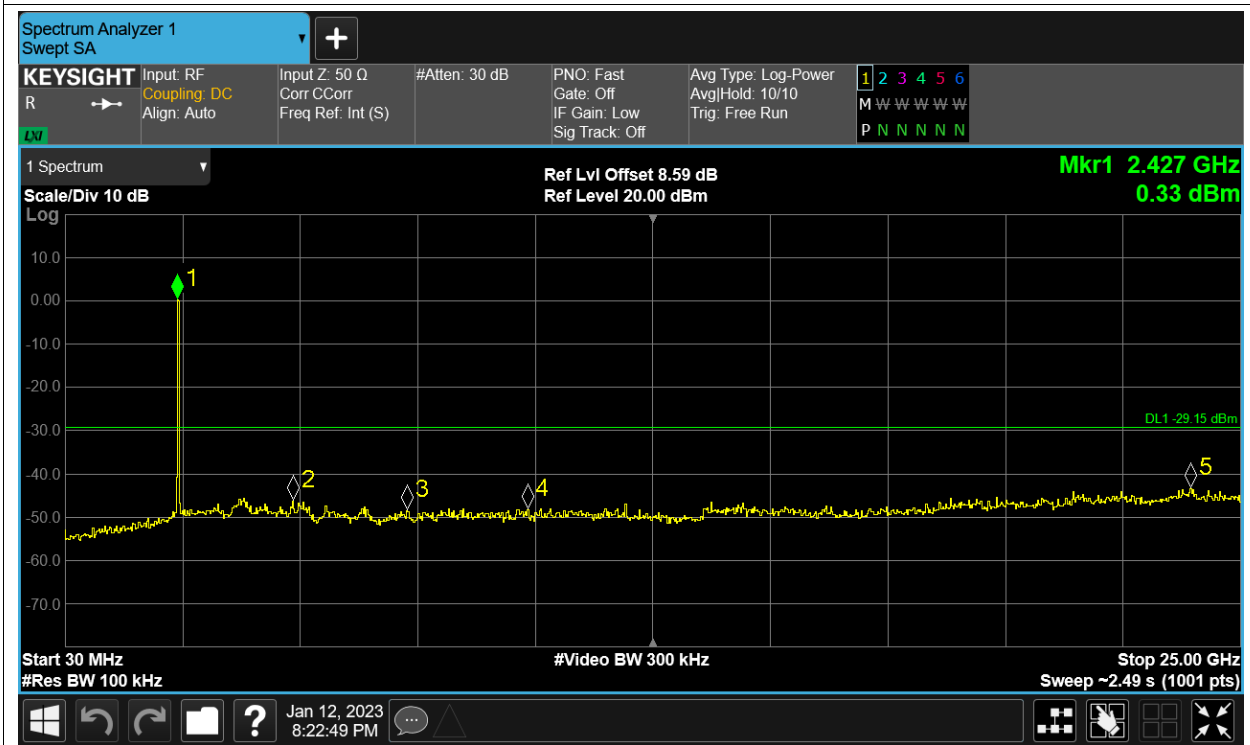 Spectrum Analyzer 1
Swept SA
+
KEYSIGHT
R
LXI
Input: RF
Coupling: DC
Align: Auto
Input Z: 50 Ω
Corr CCorr
Freq Ref: Int (S)
#Atten: 30 dB
PNO: Fast
Gate: Off
IF Gain: Low
Sig Track: Off
Avg Type: Log-Power
Avg|Hold: 10/10
Trig: Free Run
1 2 3 4 5 6
M W W W W W
P N N N N N
1 Spectrum
Scale/Div 10 dB
Log
Ref Lvl Offset 8.59 dB
Ref Level 20.00 dBm
Mkr1 2.427 GHz
0.33 dBm
10.0
0.00
-10.0
-20.0
-30.0
-40.0
-50.0
-60.0
-70.0
1
DL1 -29.15 dBm
2
3
4
5
Start 30 MHz
#Res BW 100 kHz
#Video BW 300 kHz
Stop 25.00 GHz
Sweep ~2.49 s (1001 pts)
?
Jan 12, 2023
8:22:49 PM